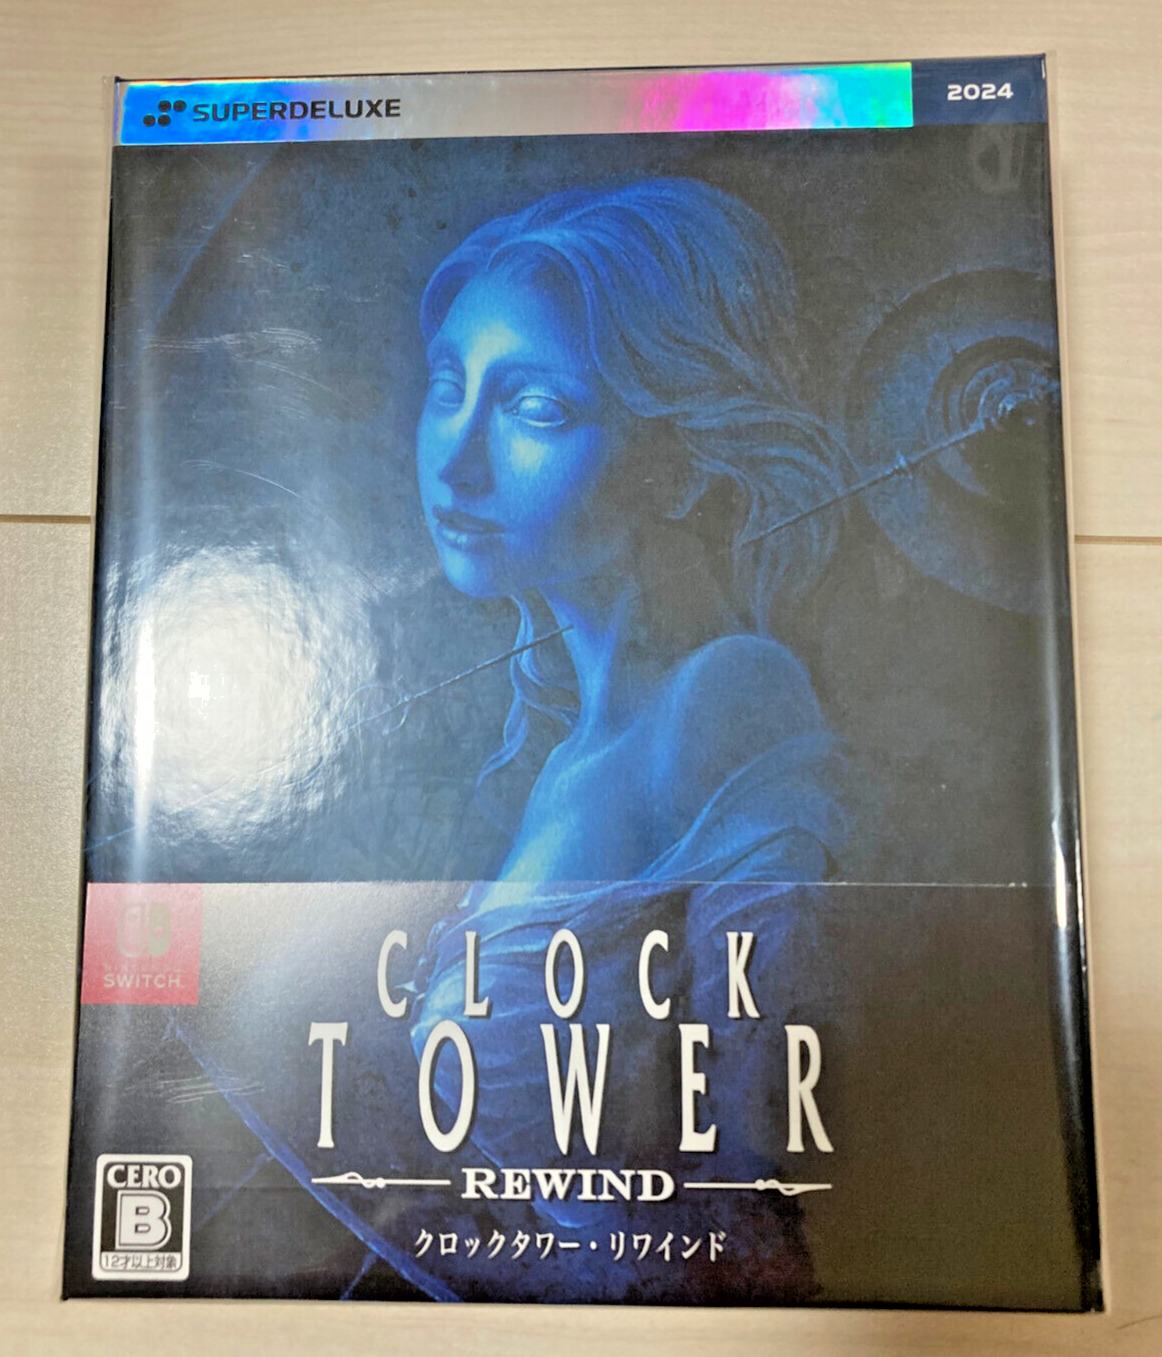 SUPERDELUXE
2024
SWITCH
CLOCK
TOWER
REWIND
クロックタワー・リワインド
CERO
B
12才以上対象